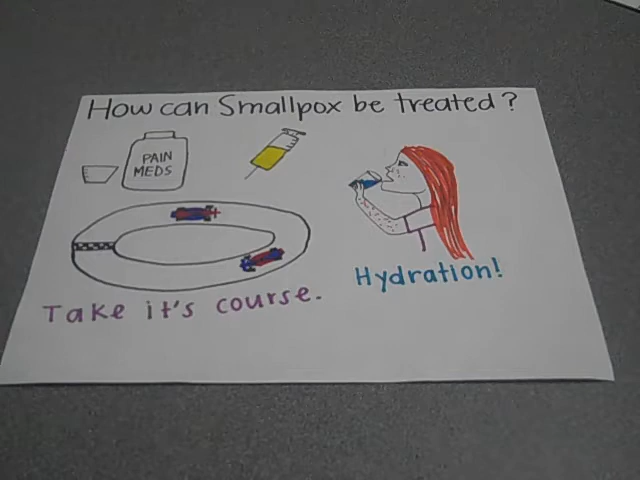 How can Smallpox be treated?
PAIN
MEDS
Take it's course.
Hydration!